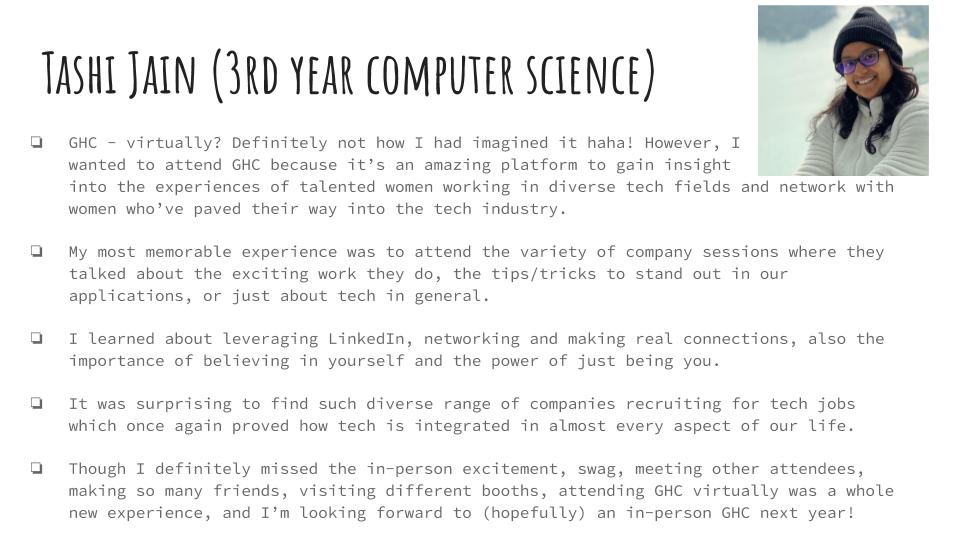 Tashi Jain (3rd year computer science)
❏ GHC - virtually? Definitely not how I had imagined it haha! However, I
wanted to attend GHC because it’s an amazing platform to gain insight
into the experiences of talented women working in diverse tech fields and network with
women who’ve paved their way into the tech industry.
❏ My most memorable experience was to attend the variety of company sessions where they
talked about the exciting work they do, the tips/tricks to stand out in our
applications, or just about tech in general.
❏ I learned about leveraging LinkedIn, networking and making real connections, also the
importance of believing in yourself and the power of just being you.
❏ It was surprising to find such diverse range of companies recruiting for tech jobs
which once again proved how tech is integrated in almost every aspect of our life.
❏ Though I definitely missed the in-person excitement, swag, meeting other attendees,
making so many friends, visiting different booths, attending GHC virtually was a whole
new experience, and I’m looking forward to (hopefully) an in-person GHC next year!